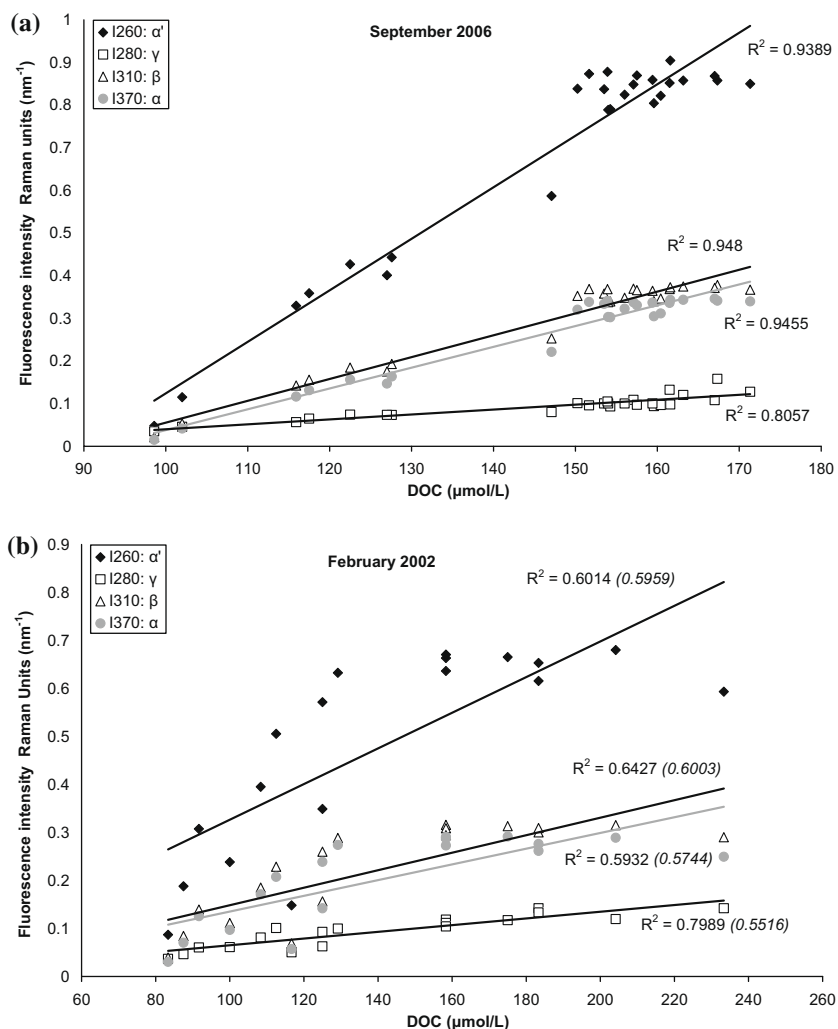 (a)
September 2006
I260: α'
I280: γ
I310: β
I370: α
Fluorescence intensity Raman units (nm⁻¹)
1
0.9
0.8
0.7
0.6
0.5
0.4
0.3
0.2
0.1
0
R² = 0.9389
R² = 0.948
R² = 0.9455
R² = 0.8057
90 100 110 120 130 140 150 160 170 180
DOC (µmol/L)
(b)
February 2002
I260: α'
I280: γ
I310: β
I370: α
Fluorescence intensity Raman Units (nm⁻¹)
0.9
0.8
0.7
0.6
0.5
0.4
0.3
0.2
0.1
0
R² = 0.6014 (0.5959)
R² = 0.6427 (0.6003)
R² = 0.5932 (0.5744)
R² = 0.7989 (0.5516)
60 80 100 120 140 160 180 200 220 240
DOC (µmol/L)